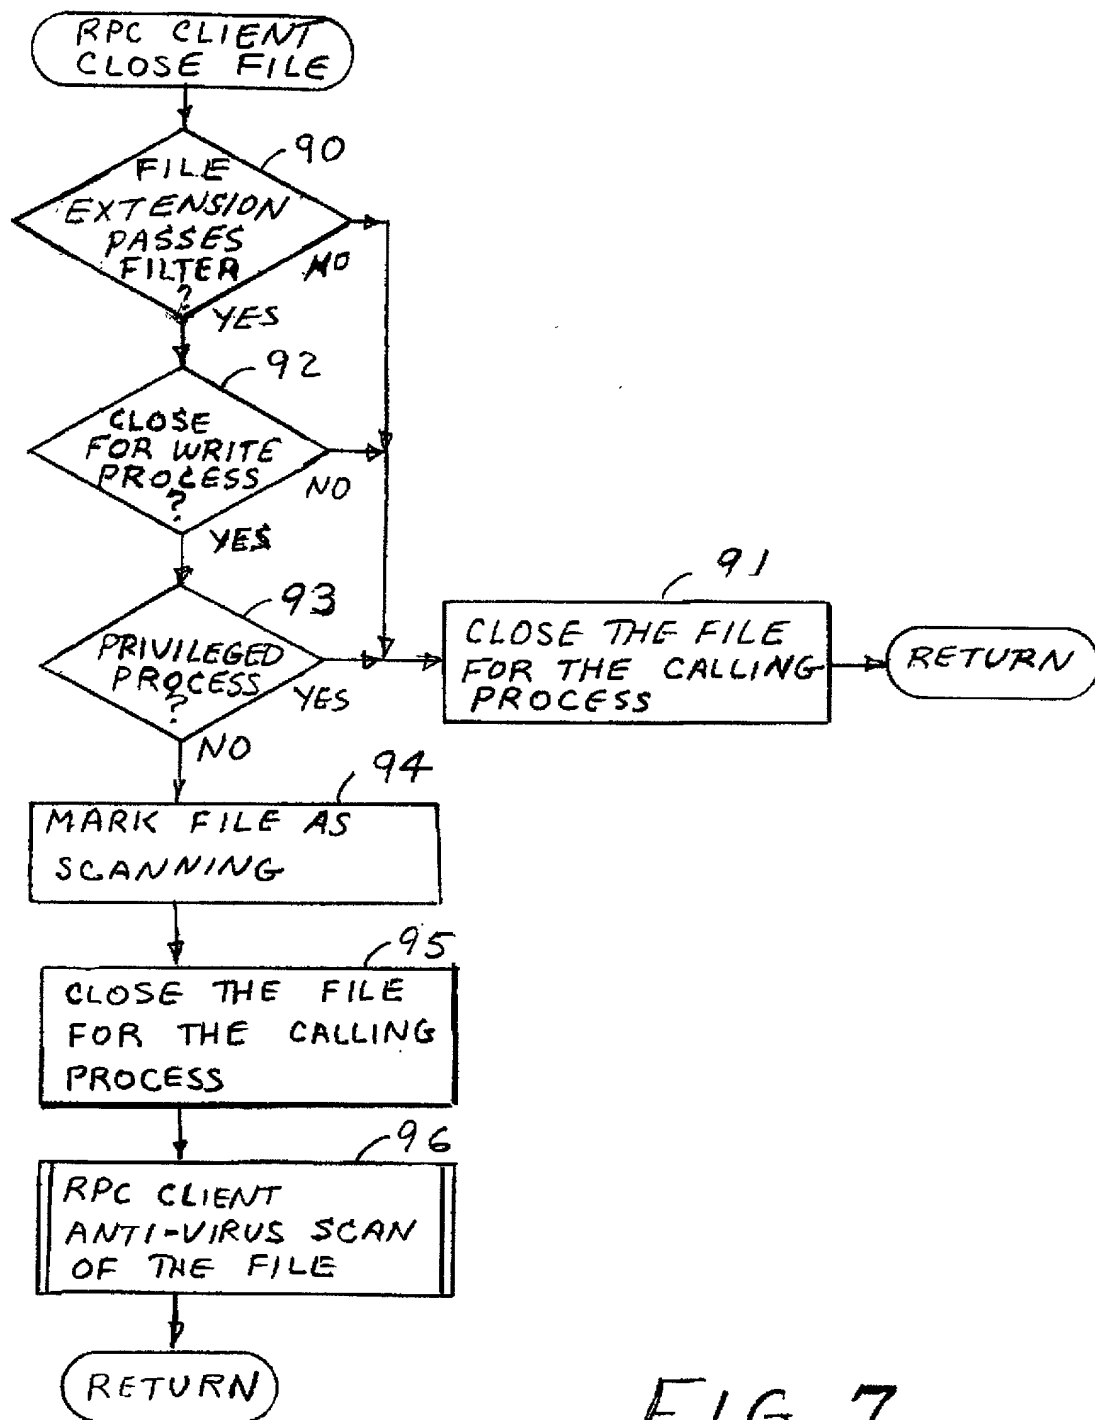 RPC CLIENT
CLOSE FILE
90
FILE
EXTENSION
PASSES
FILTER
?
NO
YES
92
CLOSE
FOR WRITE
PROCESS
?
NO
YES
93
PRIVILEGED
PROCESS
?
YES
NO
91
CLOSE THE FILE
FOR THE CALLING
PROCESS
RETURN
94
MARK FILE AS
SCANNING
95
CLOSE THE FILE
FOR THE CALLING
PROCESS
96
RPC CLIENT
ANTI-VIRUS SCAN
OF THE FILE
RETURN
FIG. 7